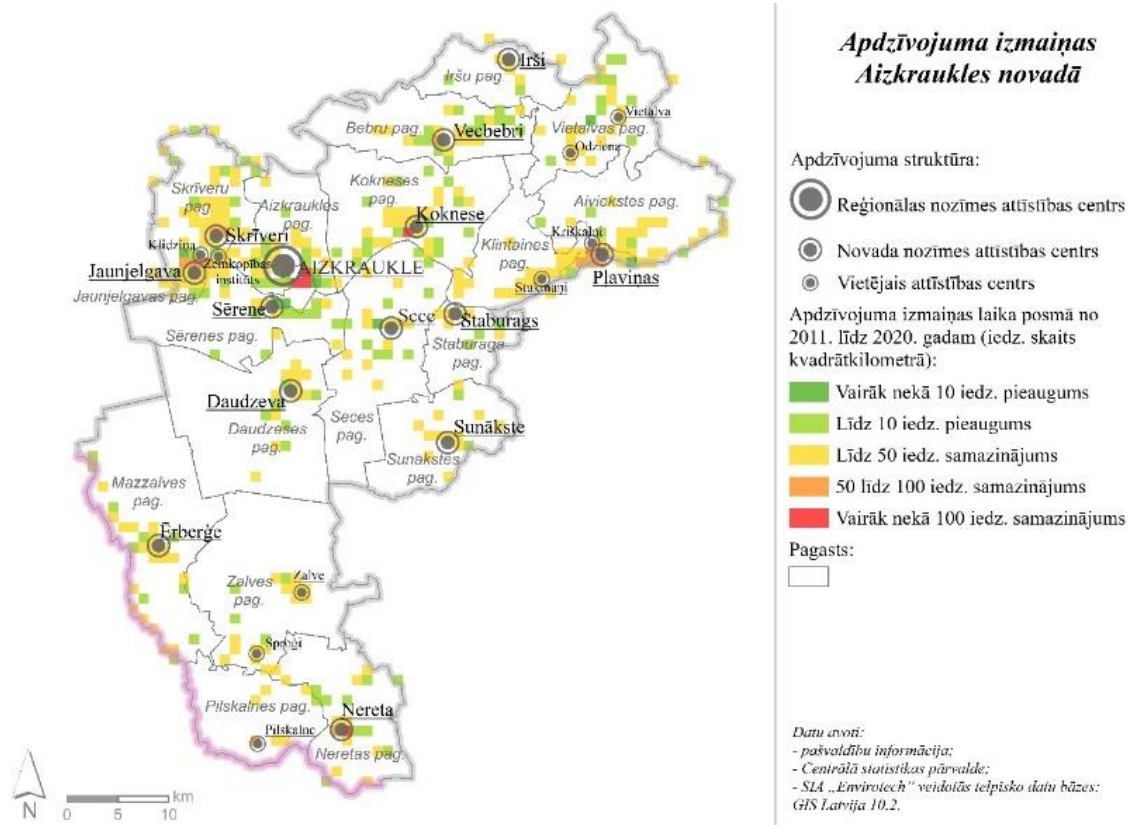 Apdzīvojuma izmaiņas
Aizkraukles novadā
Apdzīvojuma struktūra:
Reģionālas nozīmes attīstības centrs
Novada nozīmes attīstības centrs
Vietējais attīstības centrs
Apdzīvojuma izmaiņas laika posmā no
2011. līdz 2020. gadam (iedz. skaits
kvadrātkilometrā):
Vairāk nekā 10 iedz. pieaugums
Līdz 10 iedz. pieaugums
Līdz 50 iedz. samazinājums
50 līdz 100 iedz. samazinājums
Vairāk nekā 100 iedz. samazinājums
Pagasts:
Datu avoti:
- pašvaldību informācija;
- Centrālā statistikas pārvalde;
- SIA „Envirotech" veidotās telpisko datu bāzes:
GIS Latvija 10.2.
Irši
Iršu pag.
Vietalva
Bebru pag.
Vecbebri
Vietalvas pag.
Odziena
Skrīveru
pag.
Kokneses
pag.
Aizkraukles
pag.
Aiviekstes pag.
Koknese
Skrīveri
Krīškalni
Klintaines
pag.
Klidziņa
Zemkopības
institūts
AIZKRAUKLE
Jaunjelgava
Pļaviņas
Stukmaņi
Jaunjelgavas pag.
Sērene
Sece
Staburags
Sērenes pag.
Staburaga
pag.
Daudzeva
Daudzeses
pag.
Seces
pag.
Sunākste
Sunākstes
pag.
Mazzalves
pag.
Ērberģe
Zalve
Zalves
pag.
Sproģi
Pilskalnes pag.
Nereta
Pilskalne
Neretas pag.
N
km
0 5 10